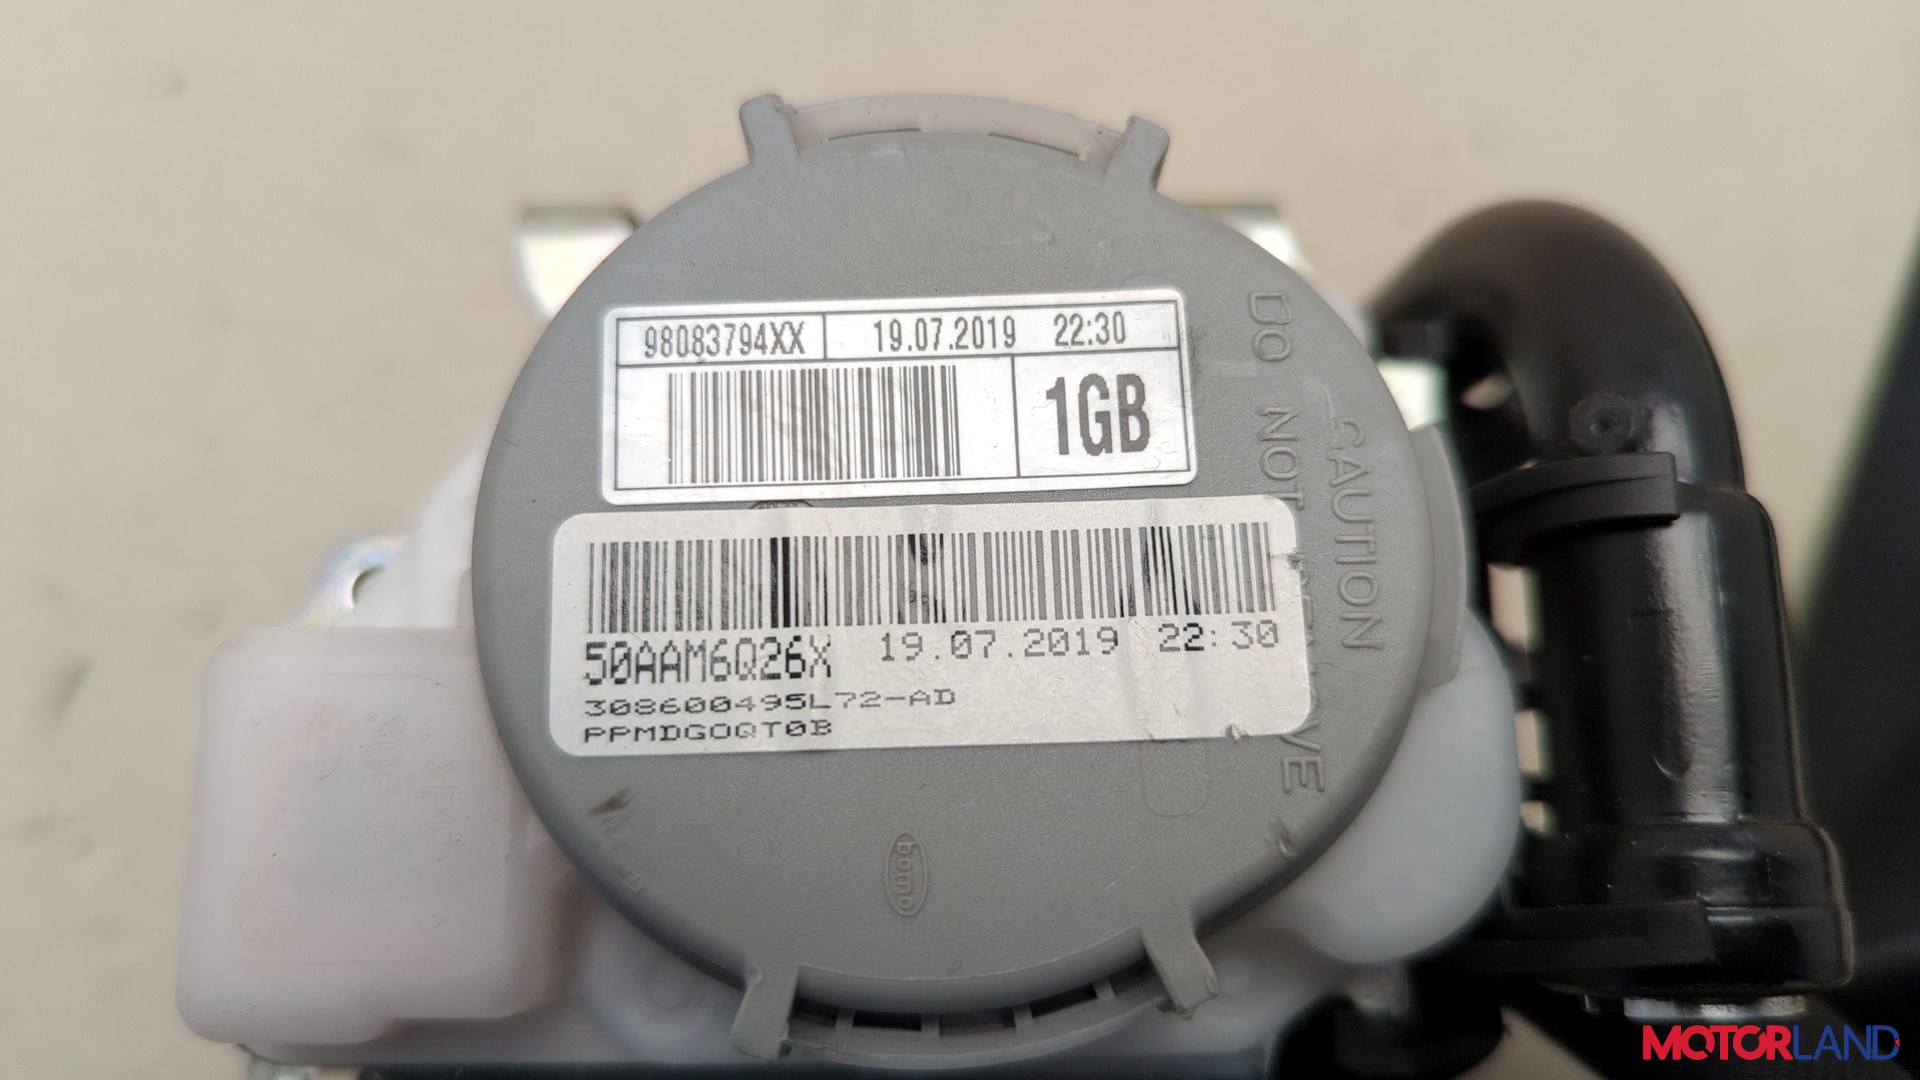 98083794XX 19.07.2019 22:30
1GB
50AAM6Q26X 19.07.2019 22:30
308600495L72-AD
PPMDGOQT0B
CAUTION
DO NOT
bomo
MOTORLAND